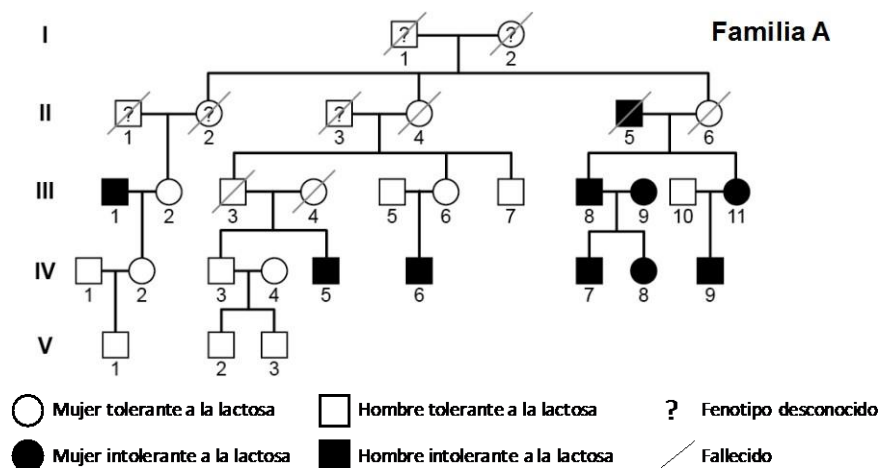 I Familia A
? ?
1 2
II ? ? ?
1 2 3 4 5 6
III
1 2 3 4 5 6 7 8 9 10 11
IV
1 2 3 4 5 6 7 8 9
V
1 2 3
Mujer tolerante a la lactosa Hombre tolerante a la lactosa ? Fenotipo desconocido
Mujer intolerante a la lactosa Hombre intolerante a la lactosa Fallecido